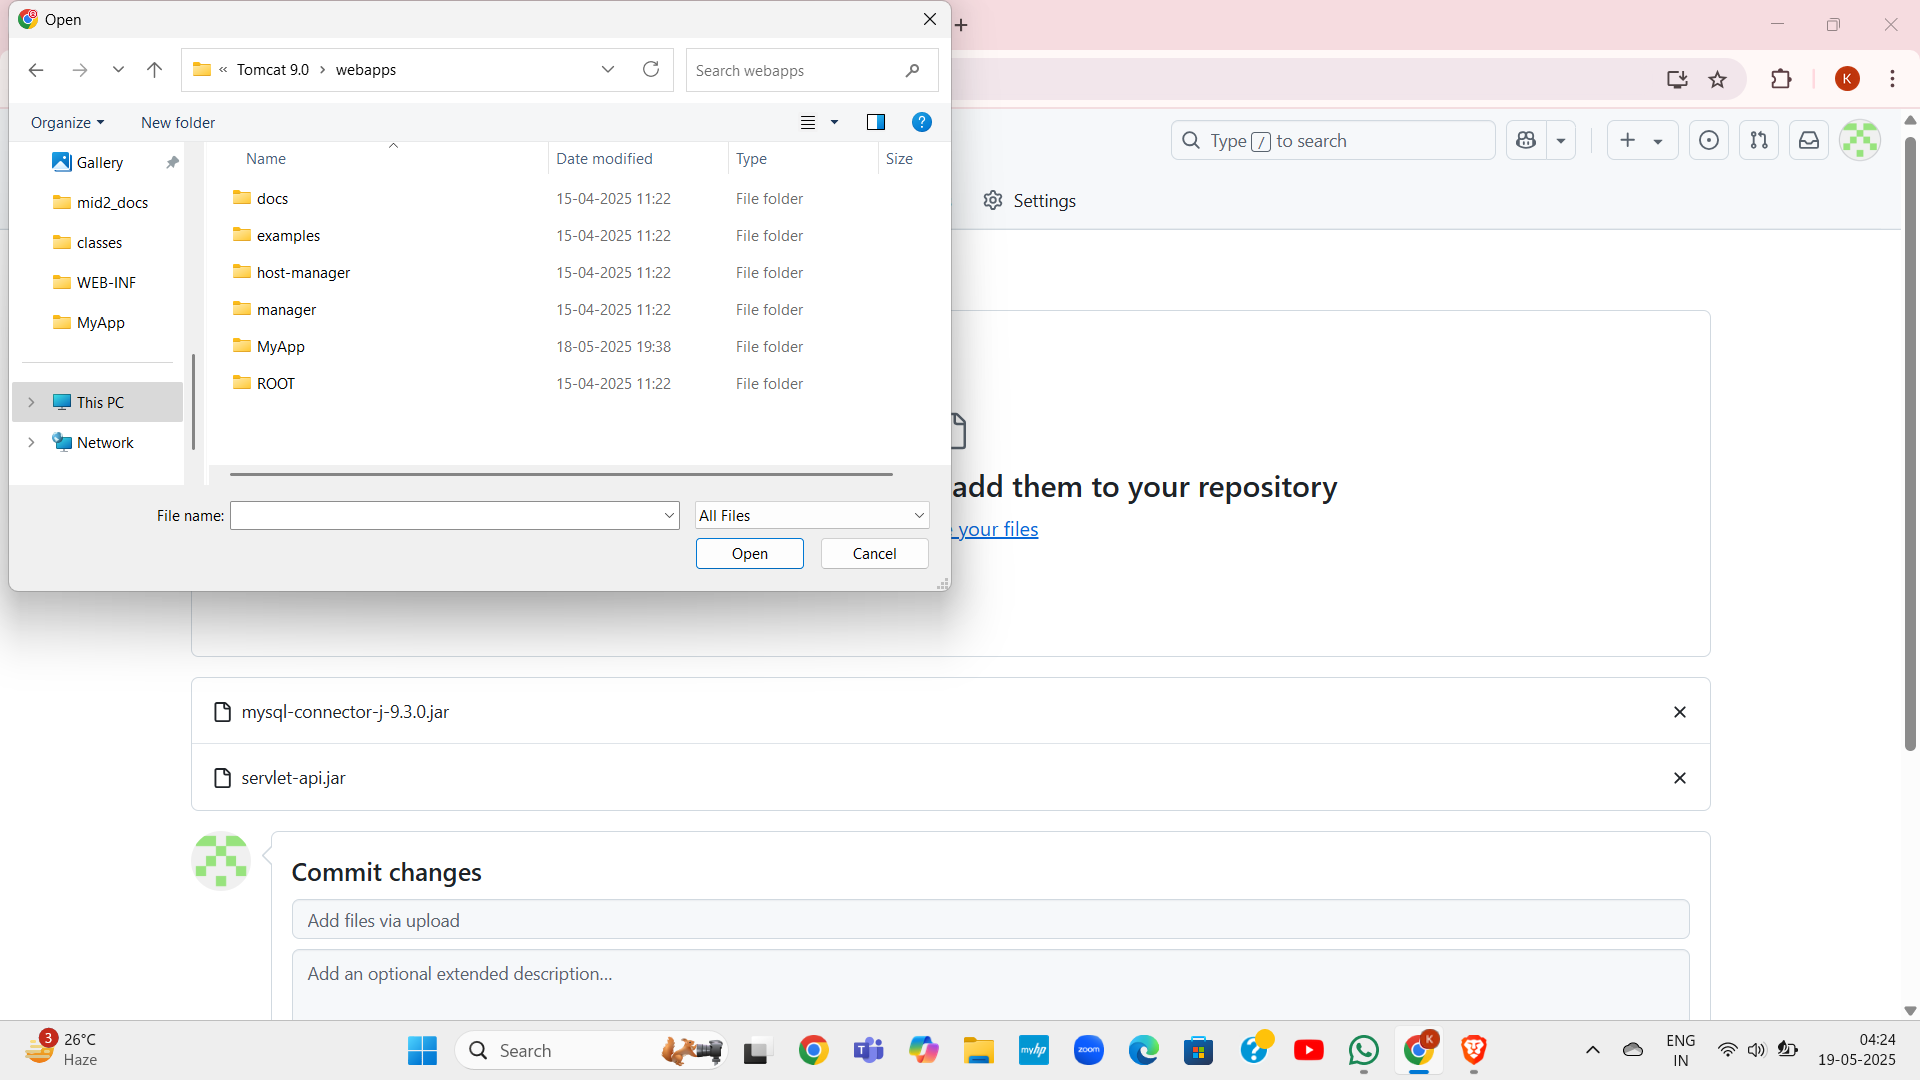 Open
« Tomcat 9.0 > webapps
Search webapps
Organize
New folder
?
Name
Date modified
Type
Size
Gallery
mid2_docs
classes
WEB-INF
MyApp
This PC
Network
docs 15-04-2025 11:22 File folder
examples 15-04-2025 11:22 File folder
host-manager 15-04-2025 11:22 File folder
manager 15-04-2025 11:22 File folder
MyApp 18-05-2025 19:38 File folder
ROOT 15-04-2025 11:22 File folder
File name:
All Files
Open
Cancel
K
Type / to search
Settings
add them to your repository
your files
mysql-connector-j-9.3.0.jar
servlet-api.jar
Commit changes
Add files via upload
Add an optional extended description...
3
26°C
Haze
Search
myhp
zoom
K
ENG
IN
04:24
19-05-2025